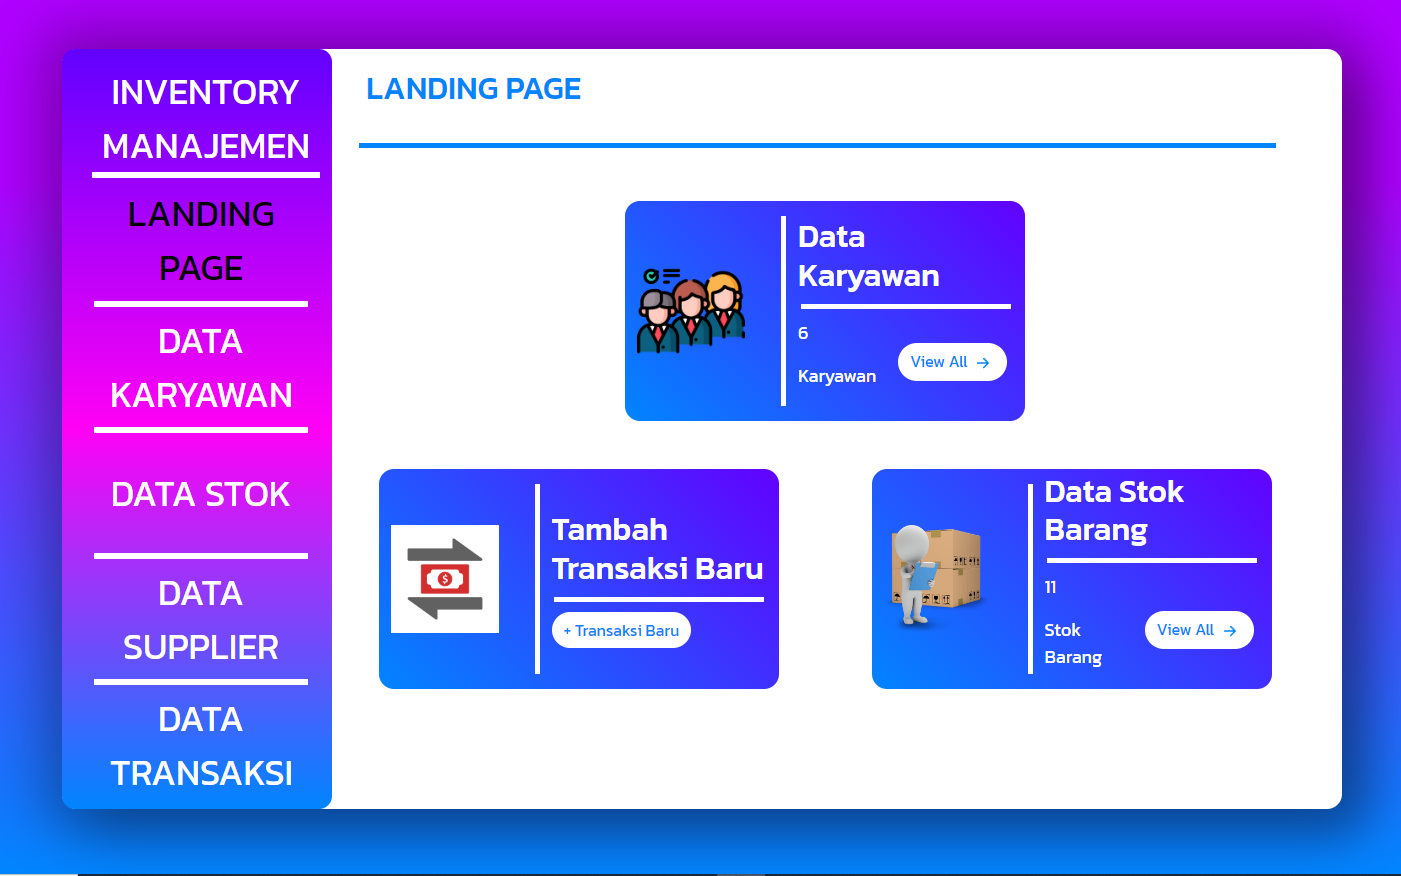 INVENTORY
MANAJEMEN
LANDING
PAGE
DATA
KARYAWAN
DATA STOK
DATA
SUPPLIER
DATA
TRANSAKSI
LANDING PAGE
Data
Karyawan
6
Karyawan
View All →
Tambah
Transaksi Baru
+ Transaksi Baru
Data Stok
Barang
11
Stok
Barang
View All →